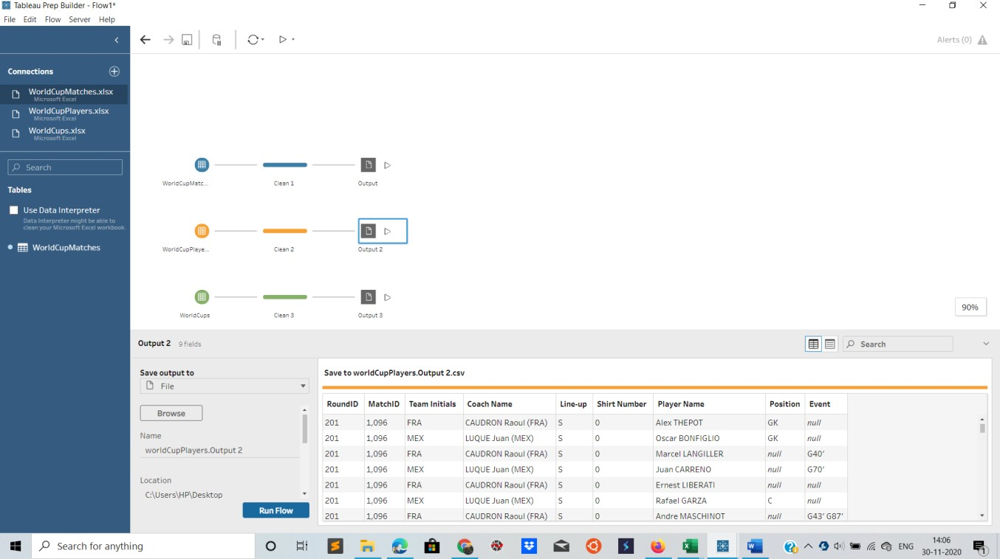 Tableau Prep Builder - Flow1*
File Edit Flow Server Help
Alerts (0)
Connections
WorldCupMatches.xlsx
Microsoft Excel
WorldCupPlayers.xlsx
Microsoft Excel
WorldCups.xlsx
Microsoft Excel
Search
Tables
Use Data Interpreter
Data Interpreter might be able to
clean your Microsoft Excel workbook.
WorldCupMatches
WorldCupMatc... Clean 1 Output
WorldCupPlaye... Clean 2 Output 2
WorldCups Clean 3 Output 3
90%
Output 2 9 fields
Search
Save output to
File
Browse
Name
worldCupPlayers.Output 2
Location
C:\Users\HP\Desktop
Run Flow
Save to worldCupPlayers.Output 2.csv
RoundID MatchID Team Initials Coach Name Line-up Shirt Number Player Name Position Event
201 1,096 FRA CAUDRON Raoul (FRA) S 0 Alex THEPOT GK null
201 1,096 MEX LUQUE Juan (MEX) S 0 Oscar BONFIGLIO GK null
201 1,096 FRA CAUDRON Raoul (FRA) S 0 Marcel LANGILLER null G40'
201 1,096 MEX LUQUE Juan (MEX) S 0 Juan CARRENO null G70'
201 1,096 FRA CAUDRON Raoul (FRA) S 0 Ernest LIBERATI null null
201 1,096 MEX LUQUE Juan (MEX) S 0 Rafael GARZA C null
201 1,096 FRA CAUDRON Raoul (FRA) S 0 Andre MASCHINOT null G43' G87'
Search for anything
ENG
14:06
30-11-2020
1